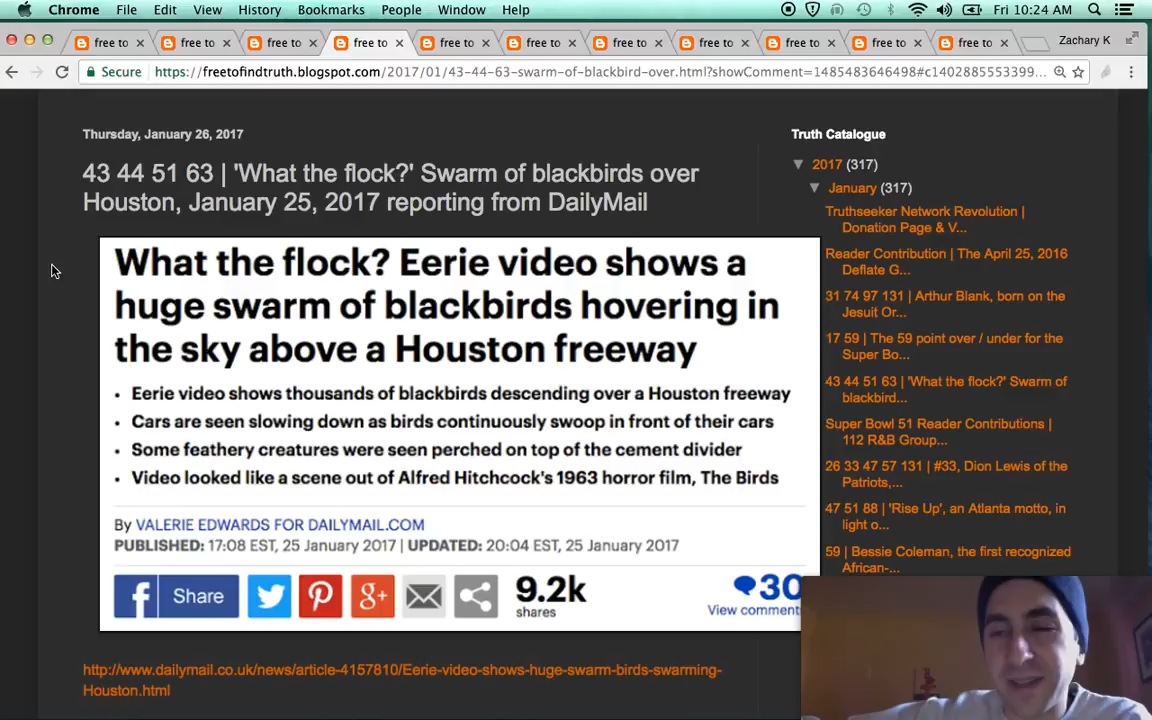 Chrome File Edit View History Bookmarks People Window Help Fri 10:24 AM
free to free to free to free to free to free to free to free to free to free to free to Zachary K
Secure https://freetofindtruth.blogspot.com/2017/01/43-44-63-swarm-of-blackbird-over.html?showComment=1485483646498#c1402885553399...
Thursday, January 26, 2017
43 44 51 63 | 'What the flock?' Swarm of blackbirds over
Houston, January 25, 2017 reporting from DailyMail
What the flock? Eerie video shows a
huge swarm of blackbirds hovering in
the sky above a Houston freeway
• Eerie video shows thousands of blackbirds descending over a Houston freeway
• Cars are seen slowing down as birds continuously swoop in front of their cars
• Some feathery creatures were seen perched on top of the cement divider
• Video looked like a scene out of Alfred Hitchcock's 1963 horror film, The Birds
By VALERIE EDWARDS FOR DAILYMAIL.COM
PUBLISHED: 17:08 EST, 25 January 2017 | UPDATED: 20:04 EST, 25 January 2017
f Share g+ 9.2k
shares
30
View comment
http://www.dailymail.co.uk/news/article-4157810/Eerie-video-shows-huge-swarm-birds-swarming-
Houston.html
Truth Catalogue
▼ 2017 (317)
▼ January (317)
Truthseeker Network Revolution |
Donation Page & V...
Reader Contribution | The April 25, 2016
Deflate G...
31 74 97 131 | Arthur Blank, born on the
Jesuit Or...
17 59 | The 59 point over / under for the
Super Bo...
43 44 51 63 | 'What the flock?' Swarm of
blackbird...
Super Bowl 51 Reader Contributions |
112 R&B Group...
26 33 47 57 131 | #33, Dion Lewis of the
Patriots,...
47 51 88 | 'Rise Up', an Atlanta motto, in
light o...
59 | Bessie Coleman, the first recognized
African-...